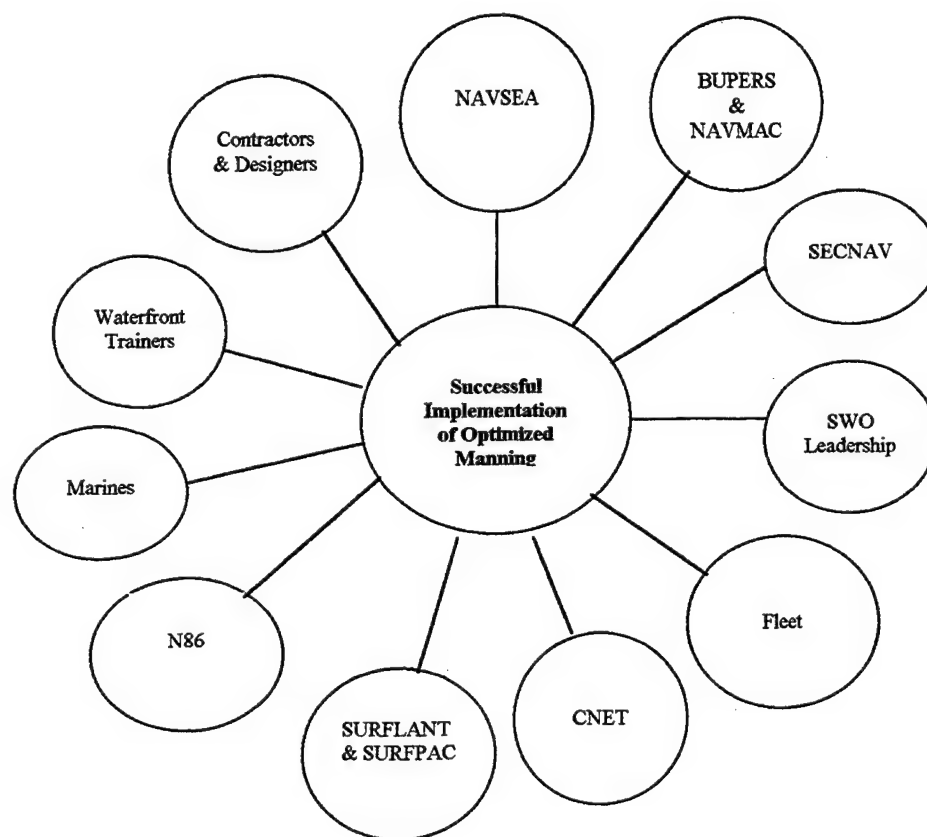 NAVSEA
BUPERS
&
NAVMAC
Contractors
& Designers
SECNAV
Waterfront
Trainers
Successful
Implementation
of Optimized
Manning
SWO
Leadership
Marines
Fleet
N86
CNET
SURFLANT
& SURFPAC